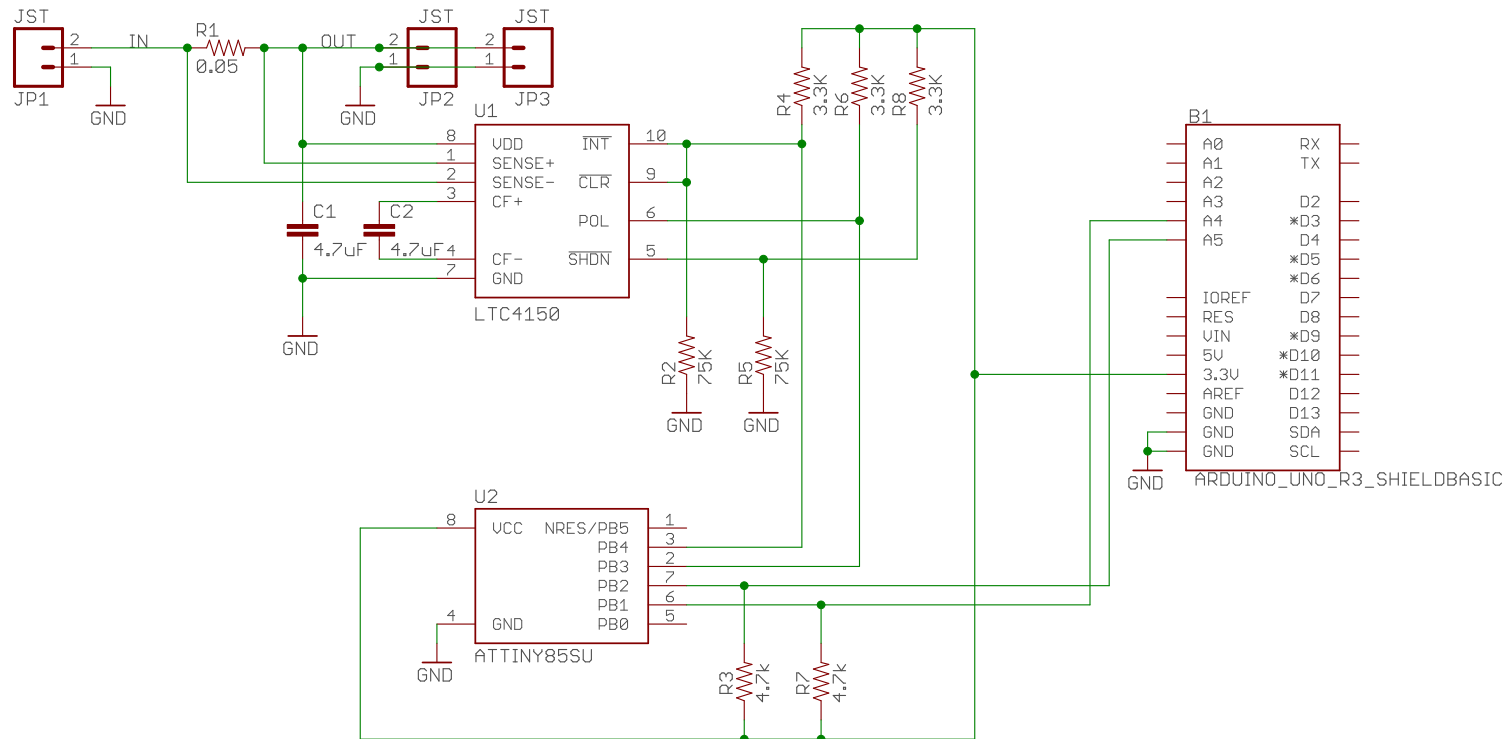 JST
2
1
JP1
GND
IN
R1
0.05
OUT
JST
2
1
JP2
GND
JST
2
1
JP3
U1
8 VDD
1 SENSE+
2 SENSE-
3 CF+
4 CF-
7 GND
INT 10
CLR 9
POL 6
SHDN 5
LTC4150
C1
4.7uF
C2
4.7uF
GND
R4
3.3K
R6
3.3K
R8
3.3K
R2
75K
GND
R5
75K
GND
B1
A0 RX
A1 TX
A2
A3 D2
A4 *D3
A5 D4
*D5
*D6
IOREF D7
RES D8
VIN *D9
5V *D10
3.3V *D11
AREF D12
GND D13
GND SDA
GND SCL
GND
ARDUINO_UNO_R3_SHIELDBASIC
U2
8 VCC NRES/PB5 1
PB4 3
PB3 2
PB2 7
PB1 6
4 GND PB0 5
ATTINY85SU
GND
R3
4.7k
R7
4.7k